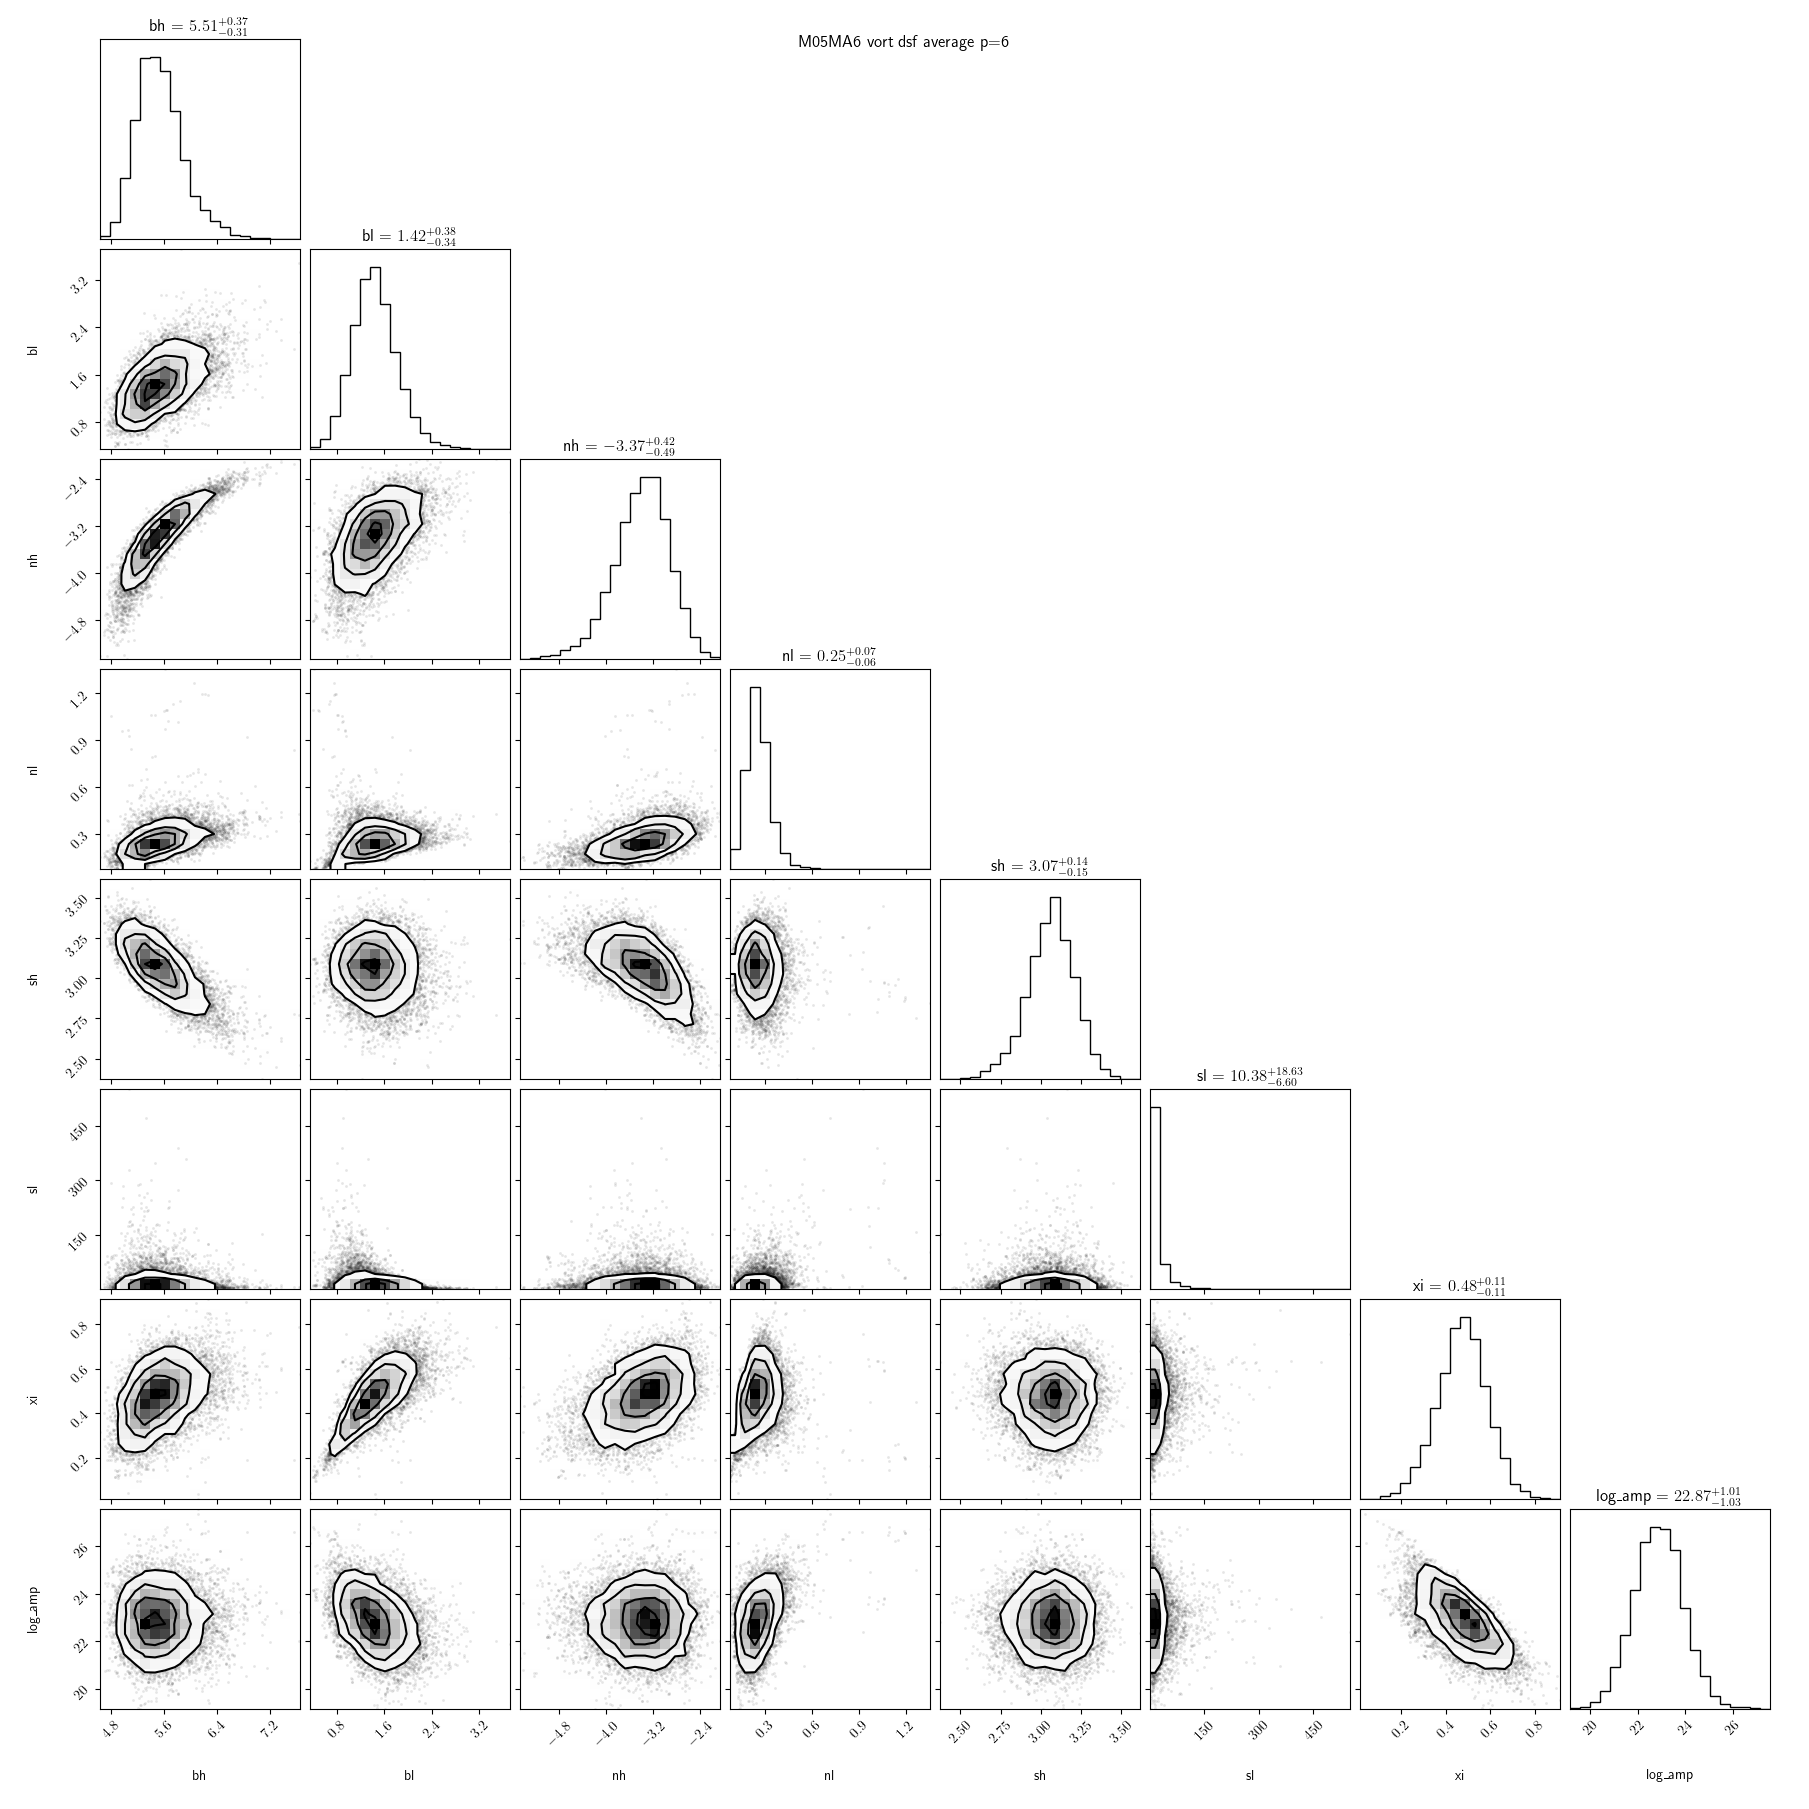 M05MA6 vort dsf average p=6
bh = 5.51^{+0.37}_{-0.31}
bl = 1.42^{+0.38}_{-0.34}
3.2
2.4
1.6
0.8
bl
nh = −3.37^{+0.42}_{-0.49}
−2.4
−3.2
−4.0
−4.8
nh
nl = 0.25^{+0.07}_{-0.06}
1.2
0.9
0.6
0.3
nl
sh = 3.07^{+0.14}_{-0.15}
3.50
3.25
3.00
2.75
2.50
sh
sl = 10.38^{+18.63}_{-6.60}
450
300
150
sl
xi = 0.48^{+0.11}_{-0.11}
0.8
0.6
0.4
0.2
xi
log_amp = 22.87^{+1.01}_{-1.03}
26
24
22
20
log_amp
4.8 5.6 6.4 7.2 0.8 1.6 2.4 3.2 −4.8 −4.0 −3.2 −2.4 0.3 0.6 0.9 1.2 2.50 2.75 3.00 3.25 3.50 150 300 450 0.2 0.4 0.6 0.8 20 22 24 26
bh bl nh nl sh sl xi log_amp